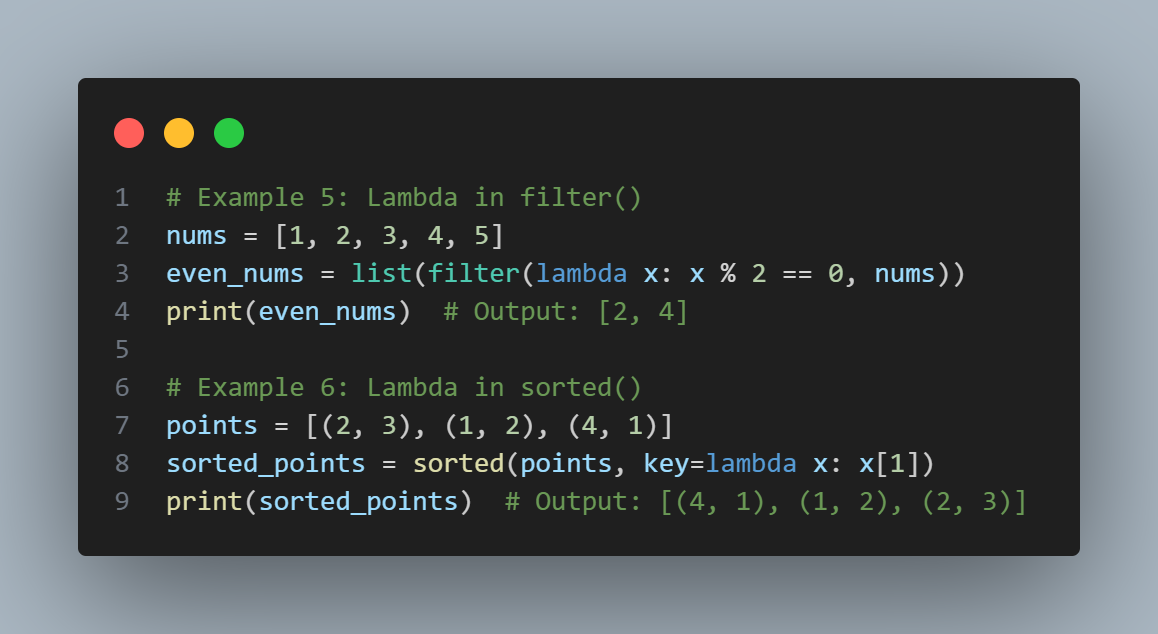 1 # Example 5: Lambda in filter()
2 nums = [1, 2, 3, 4, 5]
3 even_nums = list(filter(lambda x: x % 2 == 0, nums))
4 print(even_nums)  # Output: [2, 4]
5
6 # Example 6: Lambda in sorted()
7 points = [(2, 3), (1, 2), (4, 1)]
8 sorted_points = sorted(points, key=lambda x: x[1])
9 print(sorted_points)  # Output: [(4, 1), (1, 2), (2, 3)]